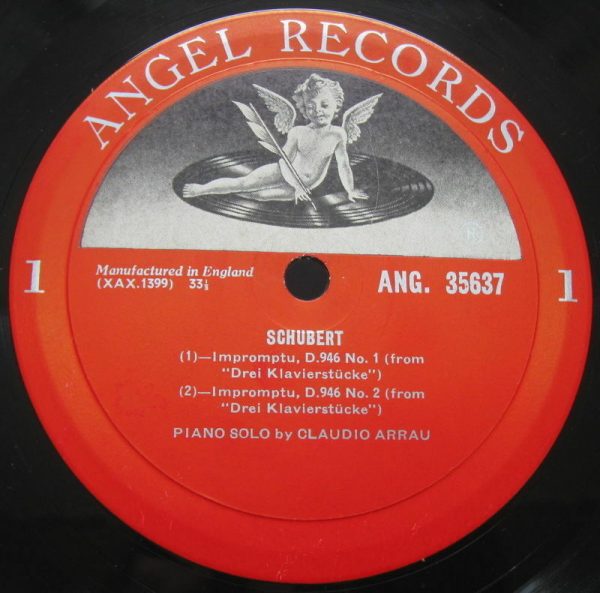 ANGEL RECORDS
1
1
Manufactured in England
(XAX.1399) 33⅓
ANG. 35637
SCHUBERT
(1)—Impromptu, D.946 No. 1 (from
"Drei Klavierstücke")
(2)—Impromptu, D.946 No. 2 (from
"Drei Klavierstücke")
PIANO SOLO by CLAUDIO ARRAU